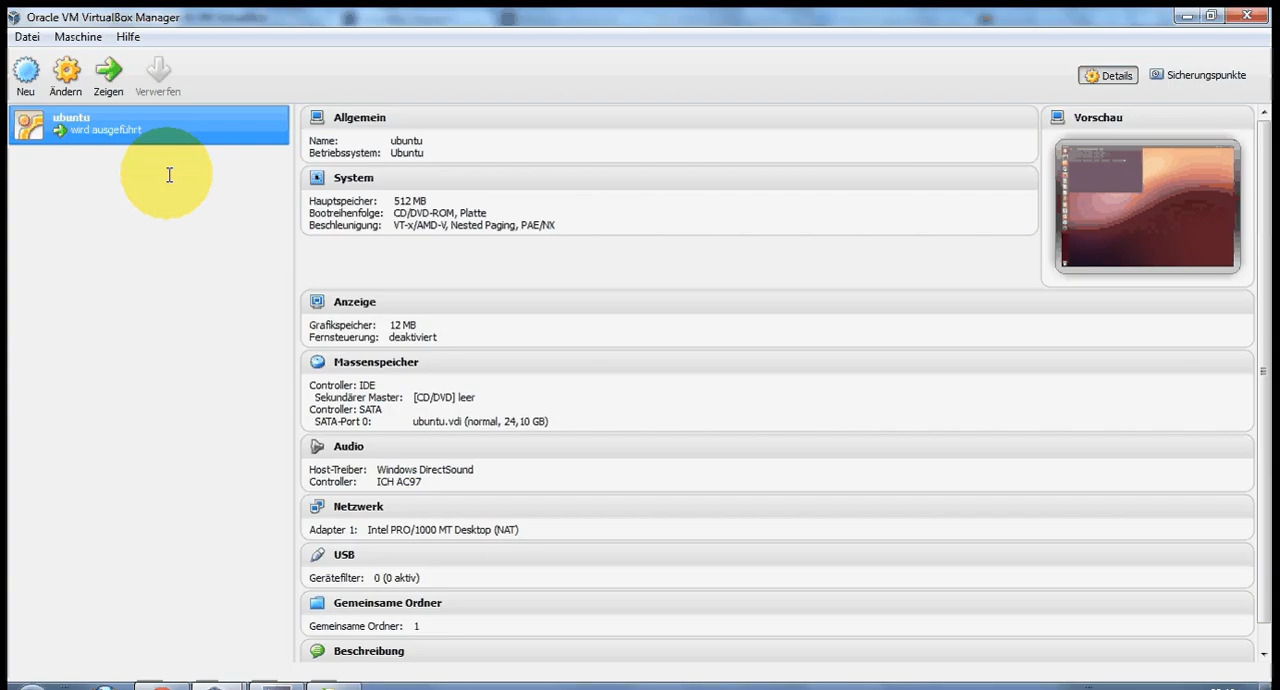 Oracle VM VirtualBox Manager
Datei Maschine Hilfe
Neu Ändern Zeigen Verwerfen
Details Sicherungspunkte
ubuntu
wird ausgeführt
Allgemein
Name: ubuntu
Betriebssystem: Ubuntu
Vorschau
System
Hauptspeicher: 512 MB
Bootreihenfolge: CD/DVD-ROM, Platte
Beschleunigung: VT-x/AMD-V, Nested Paging, PAE/NX
Anzeige
Grafikspeicher: 12 MB
Fernsteuerung: deaktiviert
Massenspeicher
Controller: IDE
Sekundärer Master: [CD/DVD] leer
Controller: SATA
SATA-Port 0: ubuntu.vdi (normal, 24,10 GB)
Audio
Host-Treiber: Windows DirectSound
Controller: ICH AC97
Netzwerk
Adapter 1: Intel PRO/1000 MT Desktop (NAT)
USB
Gerätefilter: 0 (0 aktiv)
Gemeinsame Ordner
Gemeinsame Ordner: 1
Beschreibung